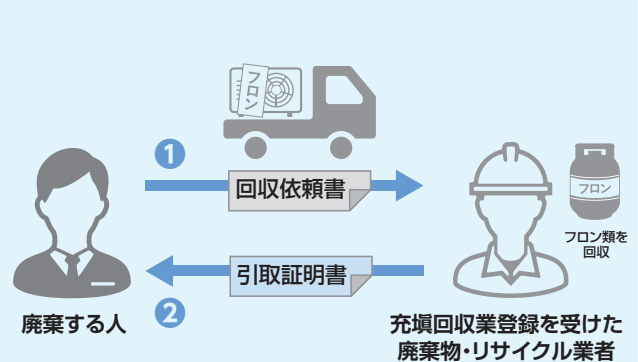 フロン
①
回収依頼書
フロン
フロン類を
回収
引取証明書
②
廃棄する人
充塡回収業登録を受けた
廃棄物・リサイクル業者